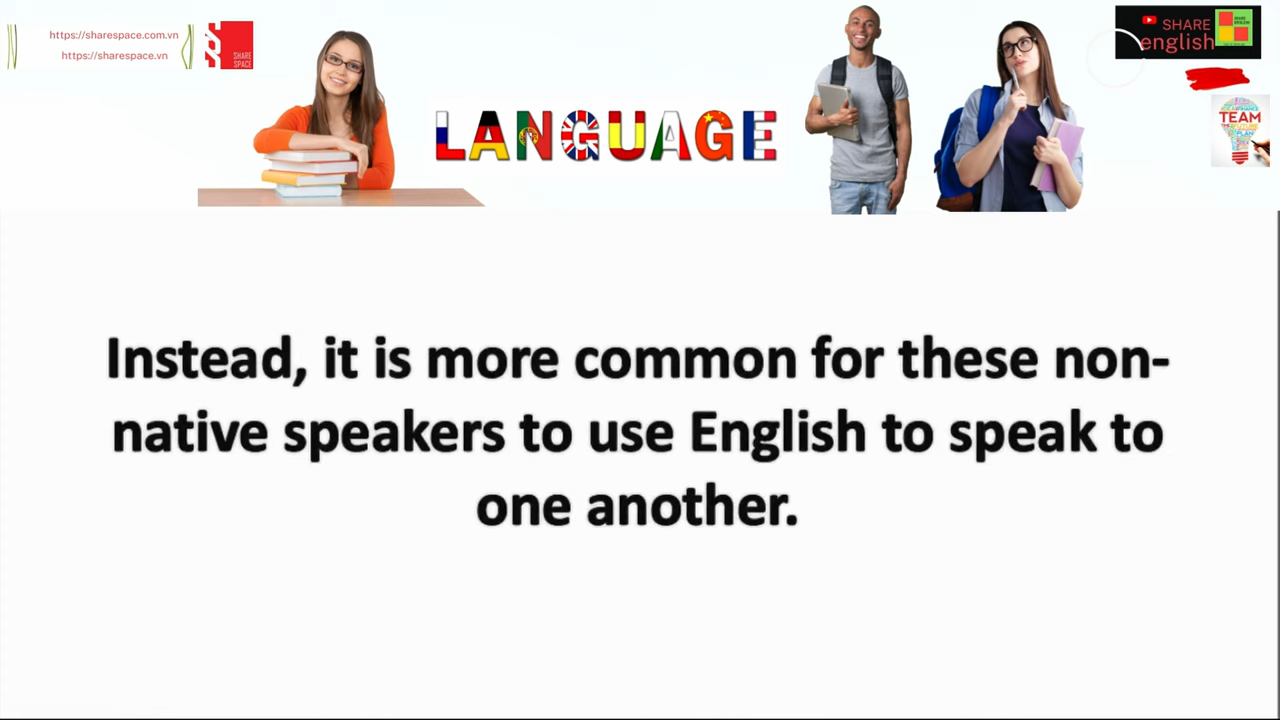 https://sharespace.com.vn
https://sharespace.vn
SHARE
SPACE
LANGUAGE
SHARE
english
TEAM
PLAN
Instead, it is more common for these non-
native speakers to use English to speak to
one another.